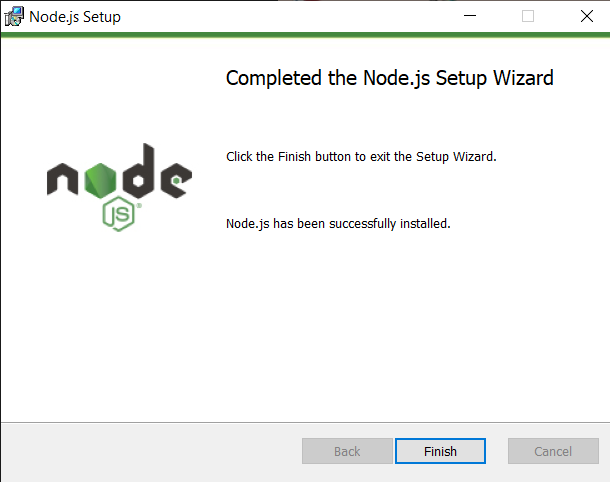 Node.js Setup
Completed the Node.js Setup Wizard
Click the Finish button to exit the Setup Wizard.
node
JS
Node.js has been successfully installed.
Back
Finish
Cancel